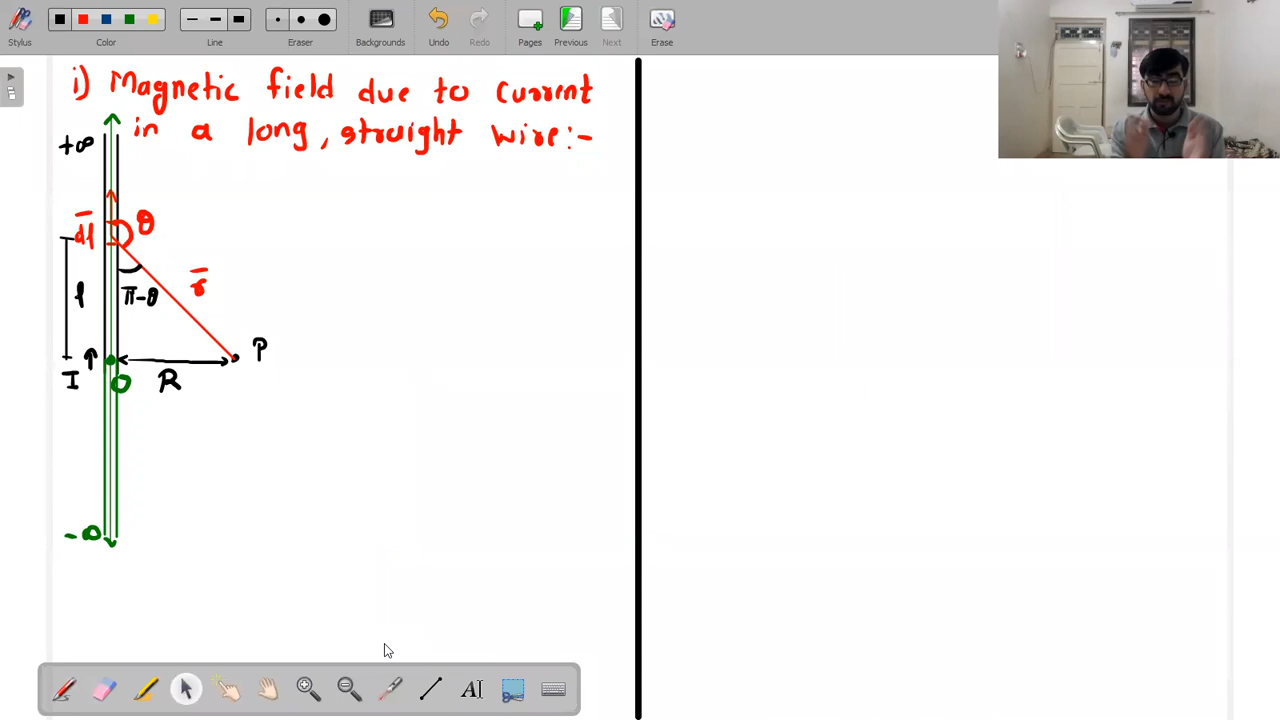 Stylus
Color
Line
Eraser
Backgrounds
Undo
Redo
Pages
Previous
Next
Erase
i) Magnetic field due to current
in a long, straight wire:-
+∞
θ
dl
r
l
π-θ
P
I
O
R
-∞
AI